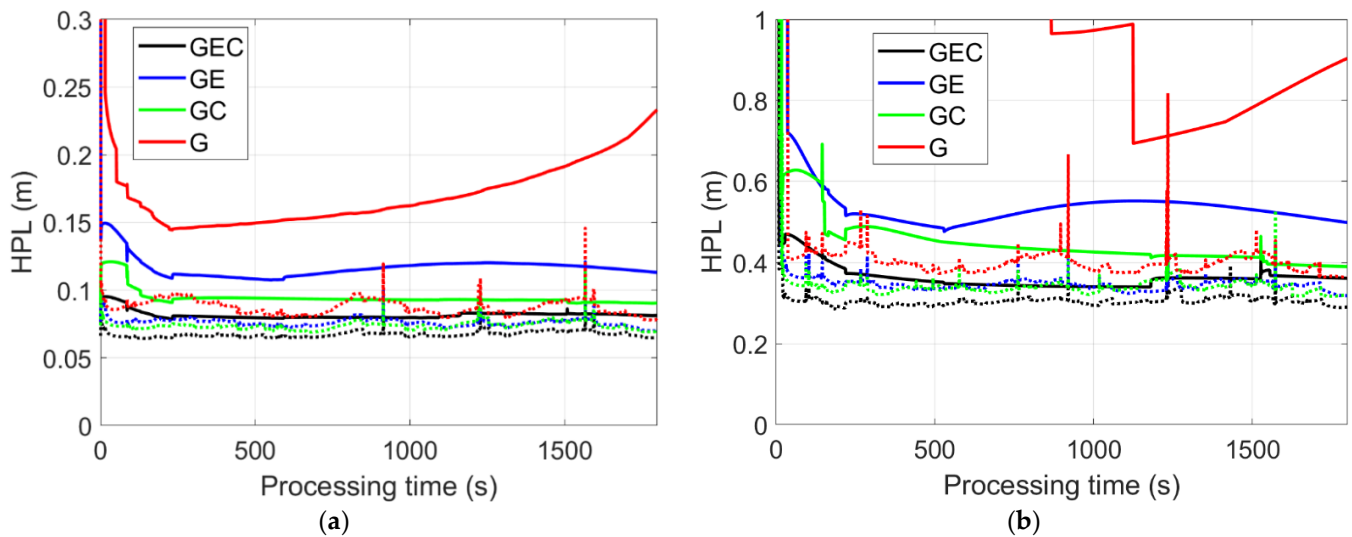 0.3
0.25
0.2
0.15
0.1
0.05
0
HPL (m)
GEC
GE
GC
G
0 500 1000 1500
Processing time (s)
(a)
1
0.8
0.6
0.4
0.2
0
HPL (m)
GEC
GE
GC
G
0 500 1000 1500
Processing time (s)
(b)